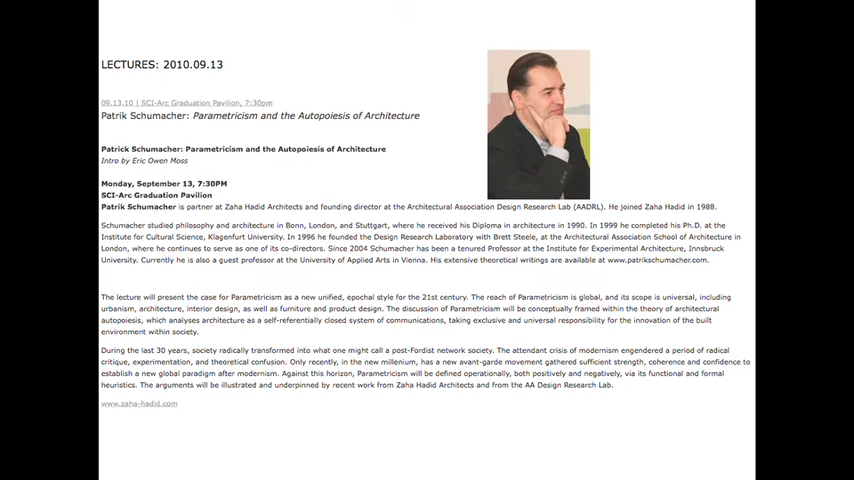 LECTURES: 2010.09.13
09.13.10 | SCI-Arc Graduation Pavilion, 7:30pm
Patrik Schumacher: Parametricism and the Autopoiesis of Architecture
Patrick Schumacher: Parametricism and the Autopoiesis of Architecture
Intro by Eric Owen Moss
Monday, September 13, 7:30PM
SCI-Arc Graduation Pavilion
Patrik Schumacher is partner at Zaha Hadid Architects and founding director at the Architectural Association Design Research Lab (AADRL). He joined Zaha Hadid in 1988.
Schumacher studied philosophy and architecture in Bonn, London, and Stuttgart, where he received his Diploma in architecture in 1990. In 1999 he completed his Ph.D. at the
Institute for Cultural Science, Klagenfurt University. In 1996 he founded the Design Research Laboratory with Brett Steele, at the Architectural Association School of Architecture in
London, where he continues to serve as one of its co-directors. Since 2004 Schumacher has been a tenured Professor at the Institute for Experimental Architecture, Innsbruck
University. Currently he is also a guest professor at the University of Applied Arts in Vienna. His extensive theoretical writings are available at www.patrikschumacher.com.
The lecture will present the case for Parametricism as a new unified, epochal style for the 21st century. The reach of Parametricism is global, and its scope is universal, including
urbanism, architecture, interior design, as well as furniture and product design. The discussion of Parametricism will be conceptually framed within the theory of architectural
autopoiesis, which analyses architecture as a self-referentially closed system of communications, taking exclusive and universal responsibility for the innovation of the built
environment within society.
During the last 30 years, society radically transformed into what one might call a post-Fordist network society. The attendant crisis of modernism engendered a period of radical
critique, experimentation, and theoretical confusion. Only recently, in the new millenium, has a new avant-garde movement gathered sufficient strength, coherence and confidence to
establish a new global paradigm after modernism. Against this horizon, Parametricism will be defined operationally, both positively and negatively, via its functional and formal
heuristics. The arguments will be illustrated and underpinned by recent work from Zaha Hadid Architects and from the AA Design Research Lab.
www.zaha-hadid.com